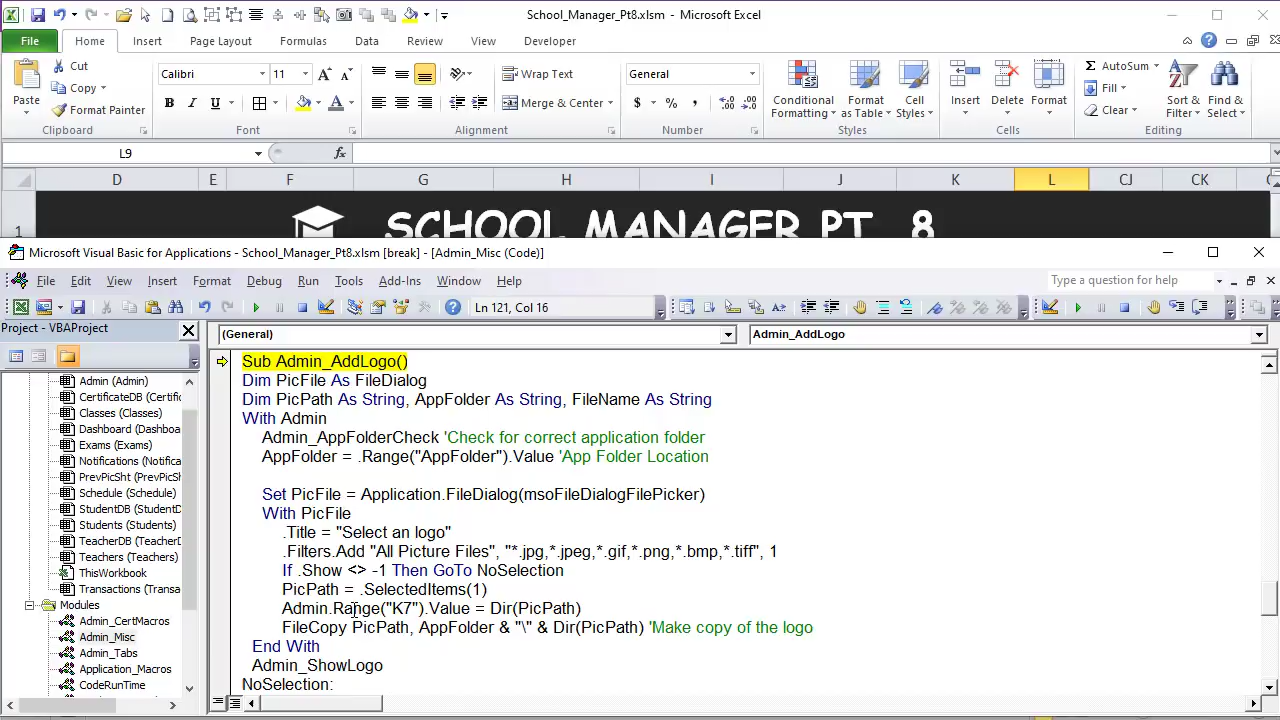 School_Manager_Pt8.xlsm - Microsoft Excel
File Home Insert Page Layout Formulas Data Review View Developer
Paste Cut Copy Format Painter
Calibri 11
B I U
Wrap Text
Merge & Center
General
$ % ,
Conditional Formatting Format as Table Cell Styles
Insert Delete Format
Σ AutoSum Fill Clear
Sort & Filter Find & Select
Clipboard Font Alignment Number Styles Cells Editing
L9 fx
D E F G H I J K L CJ CK
1 SCHOOL MANAGER PT. 8
Microsoft Visual Basic for Applications - School_Manager_Pt8.xlsm [break] - [Admin_Misc (Code)]
File Edit View Insert Format Debug Run Tools Add-Ins Window Help Type a question for help
Ln 121, Col 16
Project - VBAProject
(General) Admin_AddLogo
Admin (Admin)
CertificateDB (Certific
Classes (Classes)
Dashboard (Dashboard)
Exams (Exams)
Notifications (Notifica
PrevPicSht (PrevPicSht
Schedule (Schedule)
StudentDB (StudentDB)
Students (Students)
TeacherDB (TeacherDB)
Teachers (Teachers)
ThisWorkbook
Transactions (Transa
Modules
Admin_CertMacros
Admin_Misc
Admin_Tabs
Application_Macros
CodeRunTime
Sub Admin_AddLogo()
Dim PicFile As FileDialog
Dim PicPath As String, AppFolder As String, FileName As String
With Admin
Admin_AppFolderCheck 'Check for correct application folder
AppFolder = .Range("AppFolder").Value 'App Folder Location
Set PicFile = Application.FileDialog(msoFileDialogFilePicker)
With PicFile
.Title = "Select an logo"
.Filters.Add "All Picture Files", "*.jpg,*.jpeg,*.gif,*.png,*.bmp,*.tiff", 1
If .Show <> -1 Then GoTo NoSelection
PicPath = .SelectedItems(1)
Admin.Range("K7").Value = Dir(PicPath)
FileCopy PicPath, AppFolder & "\" & Dir(PicPath) 'Make copy of the logo
End With
Admin_ShowLogo
NoSelection: